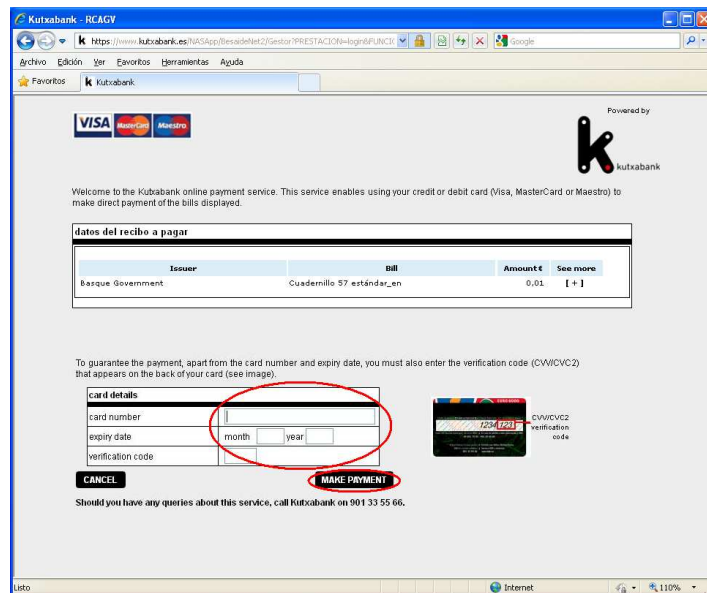 Kutxabank - RCAGV
https://www.kutxabank.es/NASApp/BesaideNet2/Gestor?PRESTACION=login&FUNCIO
Google
Archivo Edición Ver Favoritos Herramientas Ayuda
Favoritos
Kutxabank
VISA MasterCard Maestro
Powered by
k kutxabank
Welcome to the Kutxabank online payment service. This service enables using your credit or debit card (Visa, MasterCard or Maestro) to
make direct payment of the bills displayed.
datos del recibo a pagar
Issuer Bill Amount€ See more
Basque Government Cuadernillo 57 estándar_en 0,01 [ + ]
To guarantee the payment, apart from the card number and expiry date, you must also enter the verification code (CVV/CVC2)
that appears on the back of your card (see image).
card details
card number
expiry date month year
verification code
1234 123
CVV/CVC2
verification
code
CANCEL MAKE PAYMENT
Should you have any queries about this service, call Kutxabank on 901 33 55 66.
Listo Internet 110%